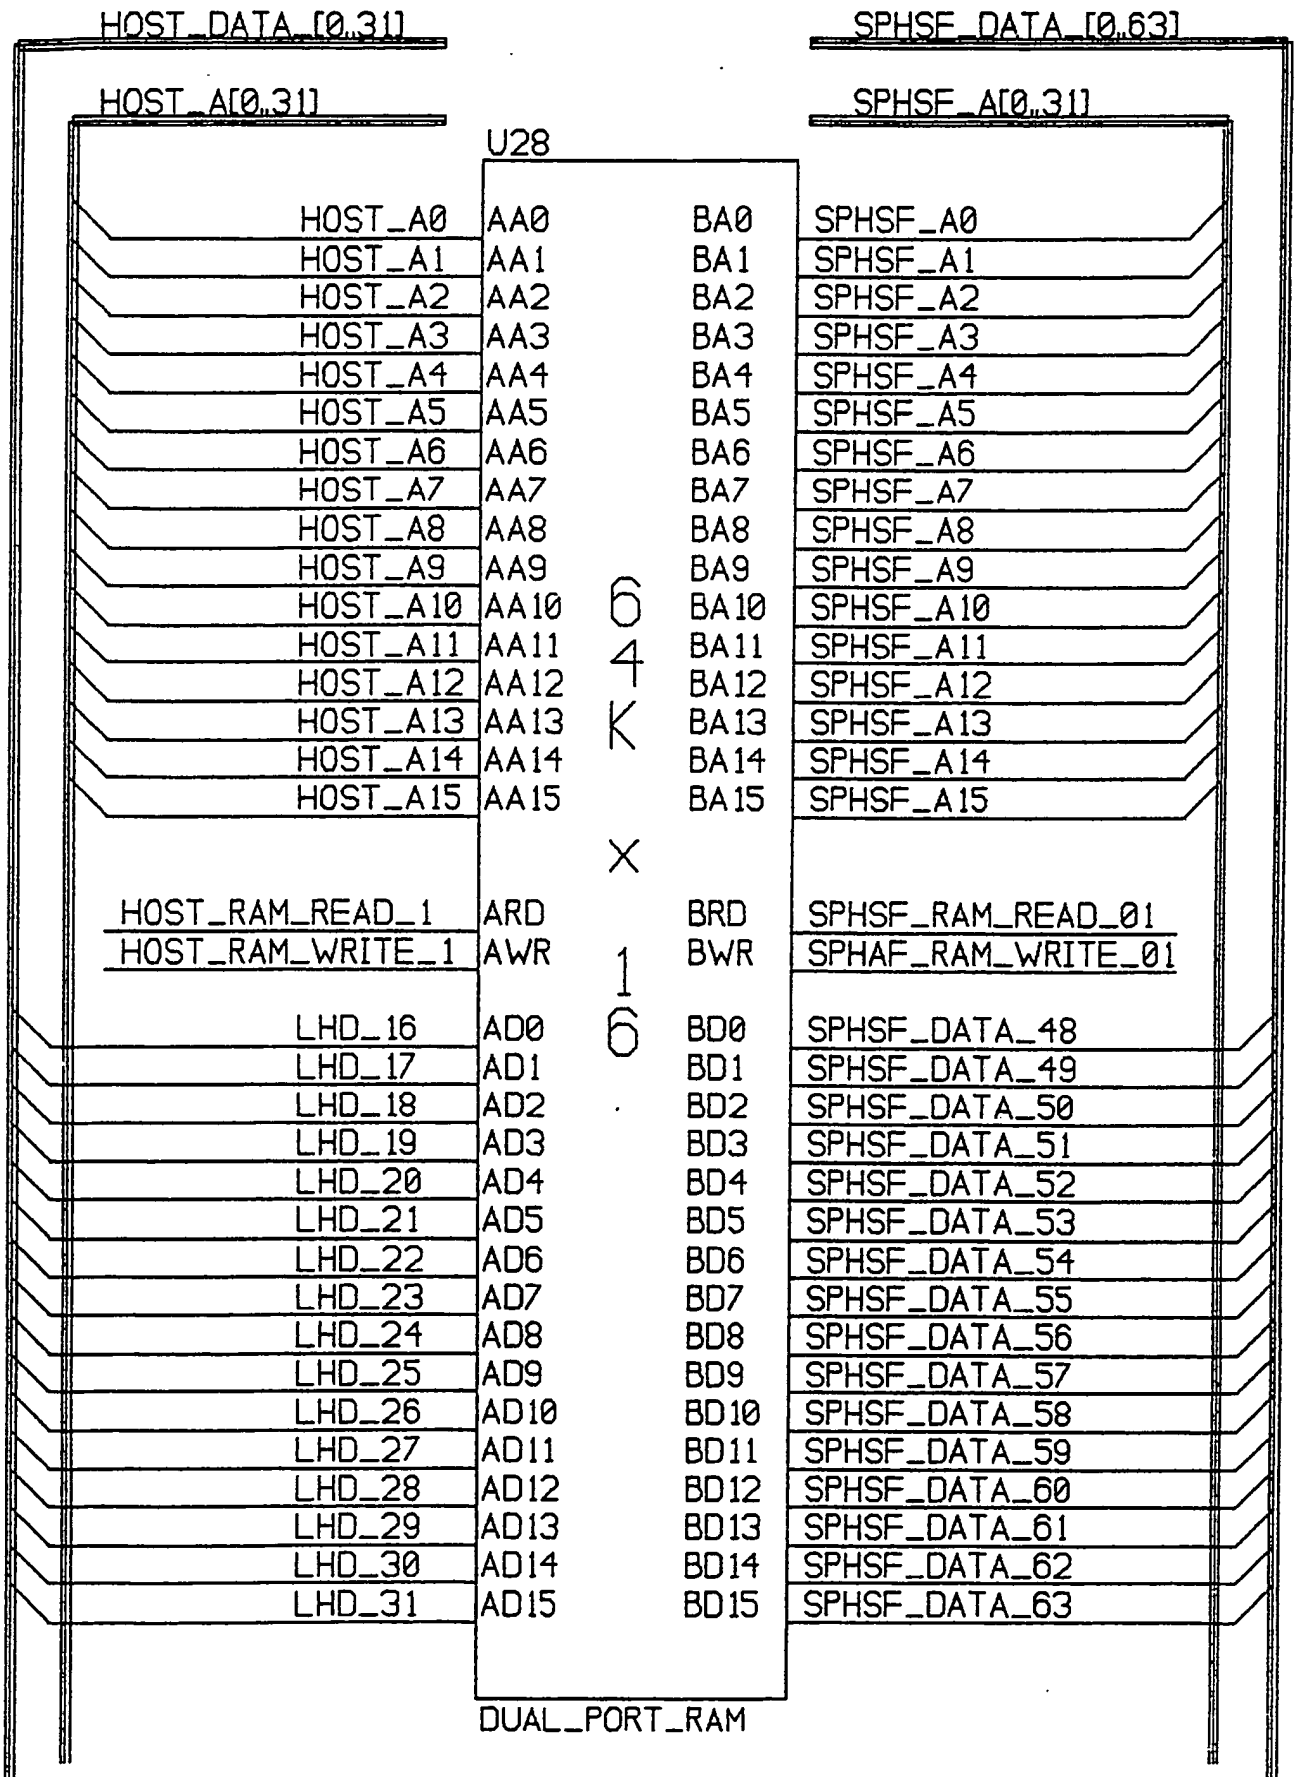 HOST_DATA_[0..31] SPHSF_DATA_[0..63]
HOST_A[0..31] SPHSF_A[0..31]
U28
HOST_A0 AA0 BA0 SPHSF_A0
HOST_A1 AA1 BA1 SPHSF_A1
HOST_A2 AA2 BA2 SPHSF_A2
HOST_A3 AA3 BA3 SPHSF_A3
HOST_A4 AA4 BA4 SPHSF_A4
HOST_A5 AA5 BA5 SPHSF_A5
HOST_A6 AA6 BA6 SPHSF_A6
HOST_A7 AA7 BA7 SPHSF_A7
HOST_A8 AA8 BA8 SPHSF_A8
HOST_A9 AA9 BA9 SPHSF_A9
HOST_A10 AA10 BA10 SPHSF_A10
HOST_A11 AA11 BA11 SPHSF_A11
HOST_A12 AA12 BA12 SPHSF_A12
HOST_A13 AA13 BA13 SPHSF_A13
HOST_A14 AA14 BA14 SPHSF_A14
HOST_A15 AA15 BA15 SPHSF_A15
64K X 16
HOST_RAM_READ_1 ARD BRD SPHSF_RAM_READ_01
HOST_RAM_WRITE_1 AWR BWR SPHAF_RAM_WRITE_01
LHD_16 AD0 BD0 SPHSF_DATA_48
LHD_17 AD1 BD1 SPHSF_DATA_49
LHD_18 AD2 BD2 SPHSF_DATA_50
LHD_19 AD3 BD3 SPHSF_DATA_51
LHD_20 AD4 BD4 SPHSF_DATA_52
LHD_21 AD5 BD5 SPHSF_DATA_53
LHD_22 AD6 BD6 SPHSF_DATA_54
LHD_23 AD7 BD7 SPHSF_DATA_55
LHD_24 AD8 BD8 SPHSF_DATA_56
LHD_25 AD9 BD9 SPHSF_DATA_57
LHD_26 AD10 BD10 SPHSF_DATA_58
LHD_27 AD11 BD11 SPHSF_DATA_59
LHD_28 AD12 BD12 SPHSF_DATA_60
LHD_29 AD13 BD13 SPHSF_DATA_61
LHD_30 AD14 BD14 SPHSF_DATA_62
LHD_31 AD15 BD15 SPHSF_DATA_63
DUAL_PORT_RAM